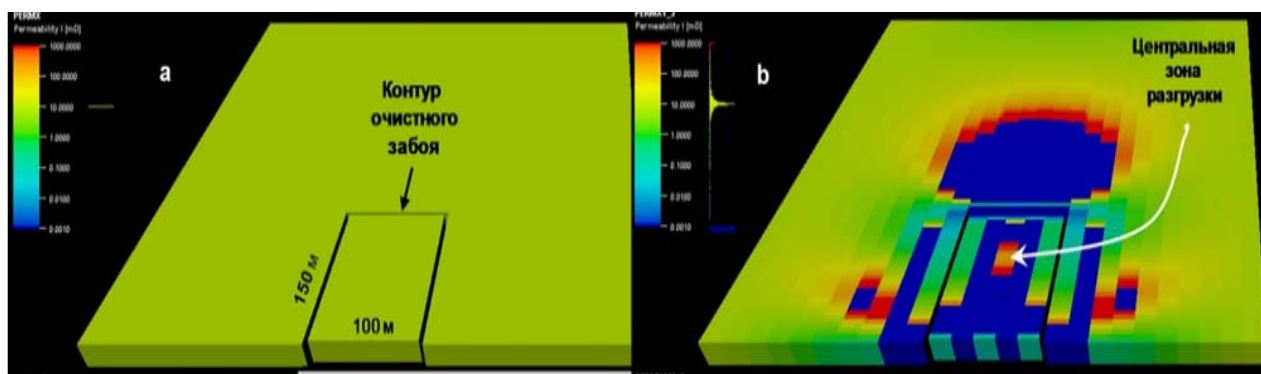 PERMX
Permeability I [mD]
1000.0000
100.0000
10.0000
1.0000
0.1000
0.0100
0.0010
a
Контур
очистного
забоя
150 м
100 м
Permeability I [mD]
1000.0000
100.0000
10.0000
1.0000
0.1000
0.0100
0.0010
b
Центральная
зона
разгрузки